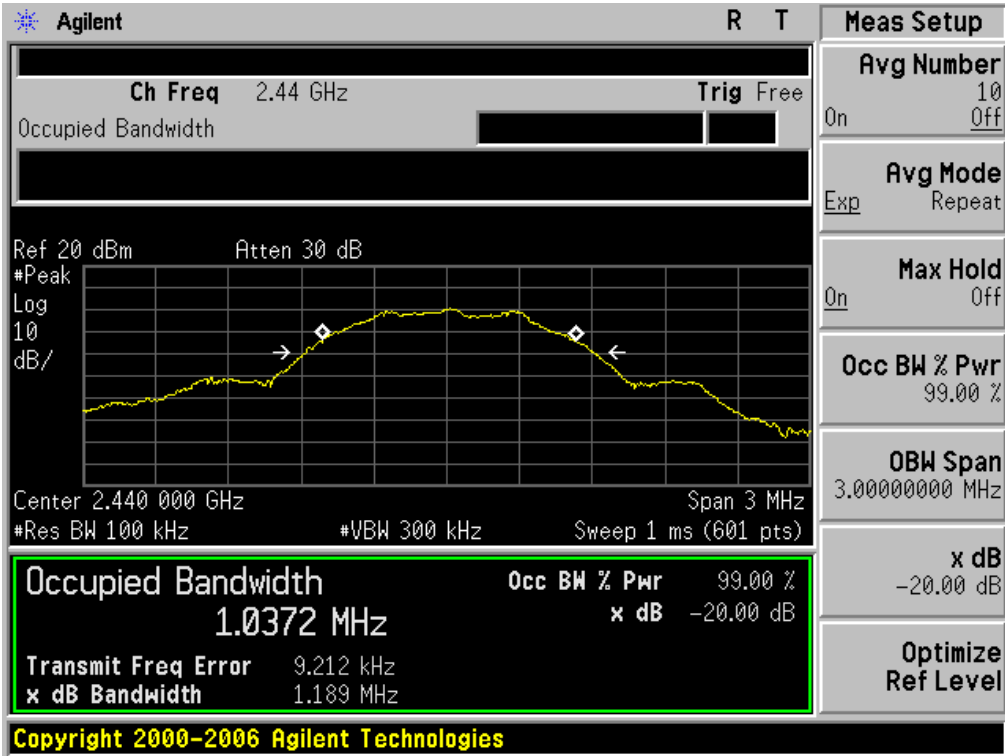 Agilent R T
Ch Freq 2.44 GHz Trig Free
Occupied Bandwidth
Ref 20 dBm Atten 30 dB
#Peak
Log
10
dB/
Center 2.440 000 GHz Span 3 MHz
#Res BW 100 kHz #VBW 300 kHz Sweep 1 ms (601 pts)
Occupied Bandwidth Occ BW % Pwr 99.00 %
1.0372 MHz x dB -20.00 dB
Transmit Freq Error 9.212 kHz
x dB Bandwidth 1.189 MHz
Copyright 2000-2006 Agilent Technologies
Meas Setup
Avg Number
10
On Off
Avg Mode
Exp Repeat
Max Hold
On Off
Occ BW % Pwr
99.00 %
OBW Span
3.00000000 MHz
x dB
-20.00 dB
Optimize
Ref Level